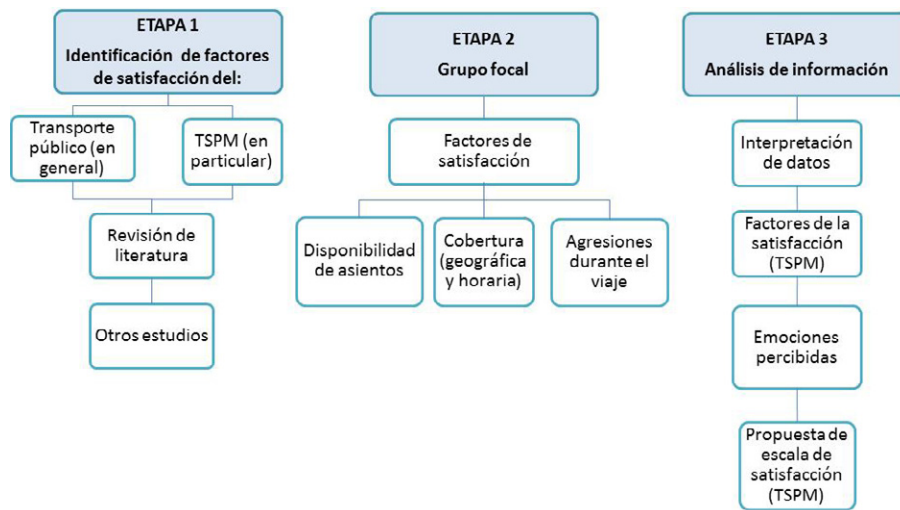 ETAPA 1
Identificación de factores
de satisfacción del:
Transporte
público (en
general)
TSPM (en
particular)
Revisión de
literatura
Otros estudios
ETAPA 2
Grupo focal
Factores de
satisfacción
Disponibilidad
de asientos
Cobertura
(geográfica
y horaria)
Agresiones
durante el
viaje
ETAPA 3
Análisis de información
Interpretación
de datos
Factores de la
satisfacción
(TSPM)
Emociones
percibidas
Propuesta de
escala de
satisfacción
(TSPM)